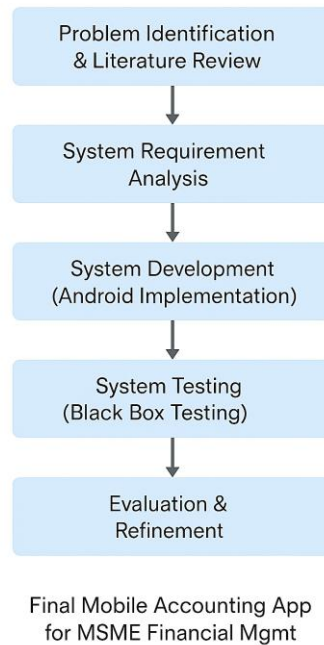 Problem Identification
& Literature Review
System Requirement
Analysis
System Development
(Android Implementation)
System Testing
(Black Box Testing)
Evaluation &
Refinement
Final Mobile Accounting App
for MSME Financial Mgmt